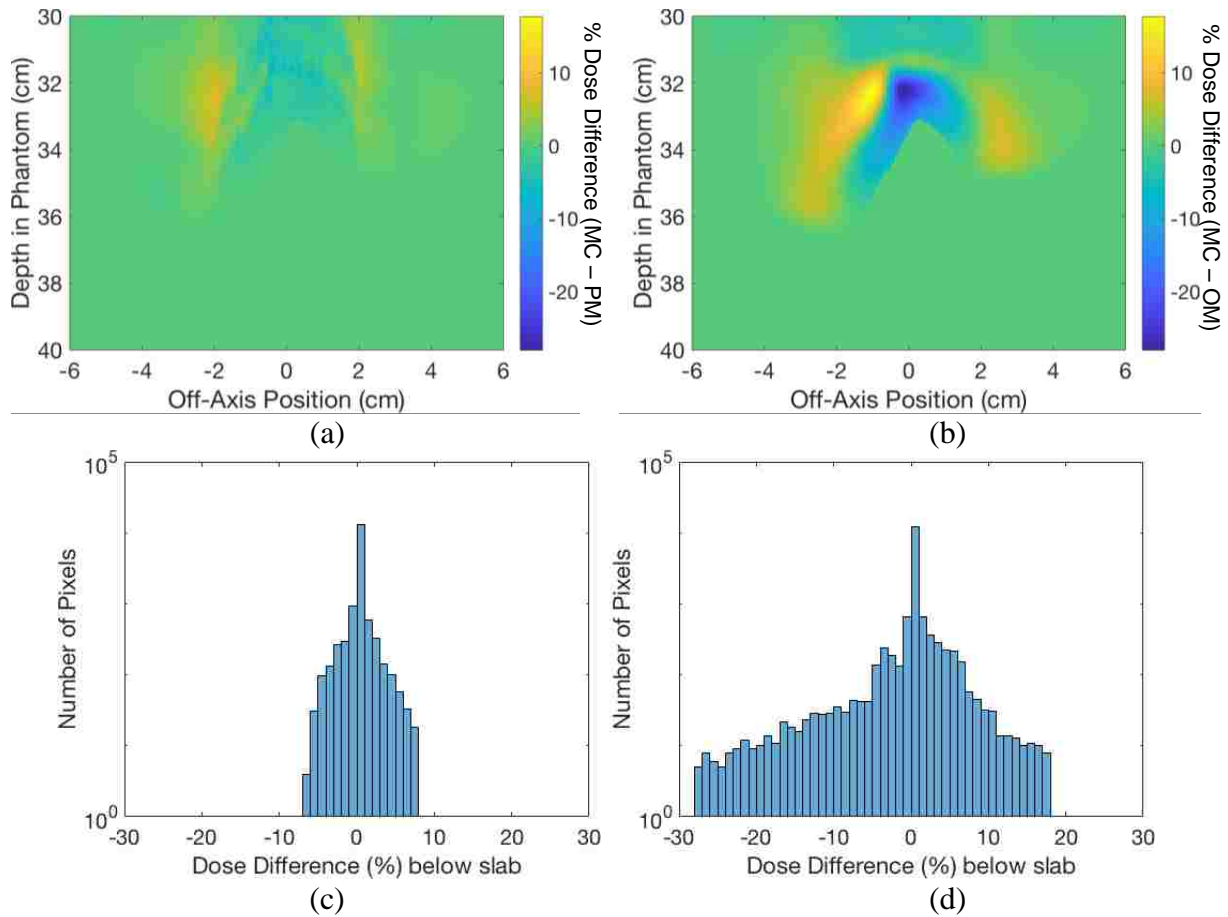 30
32
34
36
38
40
Depth in Phantom (cm)
-6 -4 -2 0 2 4 6
Off-Axis Position (cm)
10
0
-10
-20
% Dose Difference (MC – PM)
(a)
30
32
34
36
38
40
Depth in Phantom (cm)
-6 -4 -2 0 2 4 6
Off-Axis Position (cm)
10
0
-10
-20
% Dose Difference (MC – OM)
(b)
10^5
10^0
Number of Pixels
-30 -20 -10 0 10 20 30
Dose Difference (%) below slab
(c)
10^5
10^0
Number of Pixels
-30 -20 -10 0 10 20 30
Dose Difference (%) below slab
(d)